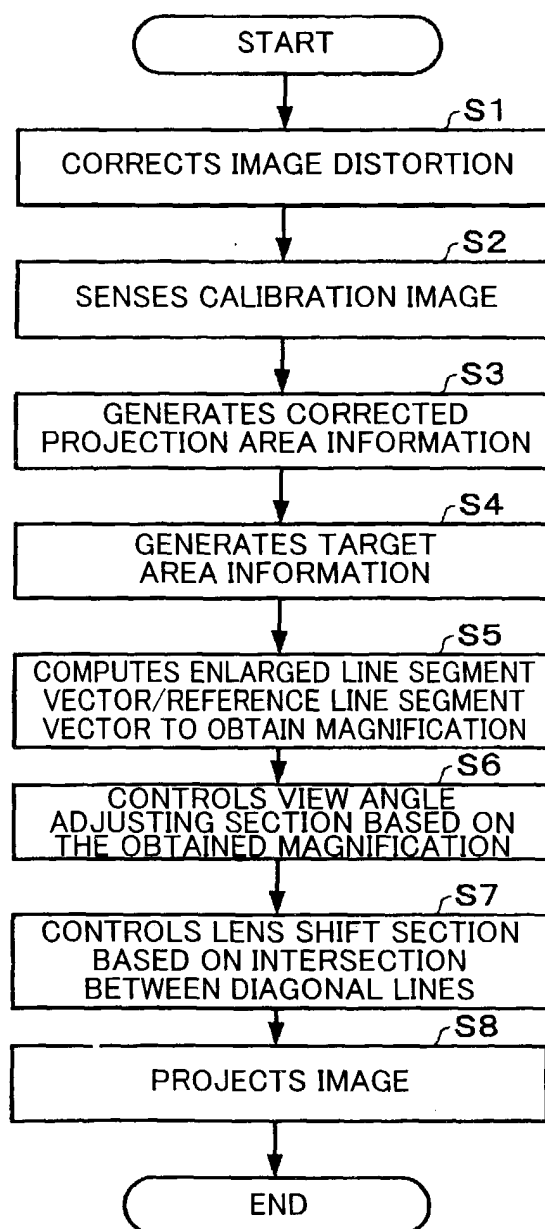 START
S1
CORRECTS IMAGE DISTORTION
S2
SENSES CALIBRATION IMAGE
S3
GENERATES CORRECTED
PROJECTION AREA INFORMATION
S4
GENERATES TARGET
AREA INFORMATION
S5
COMPUTES ENLARGED LINE SEGMENT
VECTOR/REFERENCE LINE SEGMENT
VECTOR TO OBTAIN MAGNIFICATION
S6
CONTROLS VIEW ANGLE
ADJUSTING SECTION BASED ON
THE OBTAINED MAGNIFICATION
S7
CONTROLS LENS SHIFT SECTION
BASED ON INTERSECTION
BETWEEN DIAGONAL LINES
S8
PROJECTS IMAGE
END